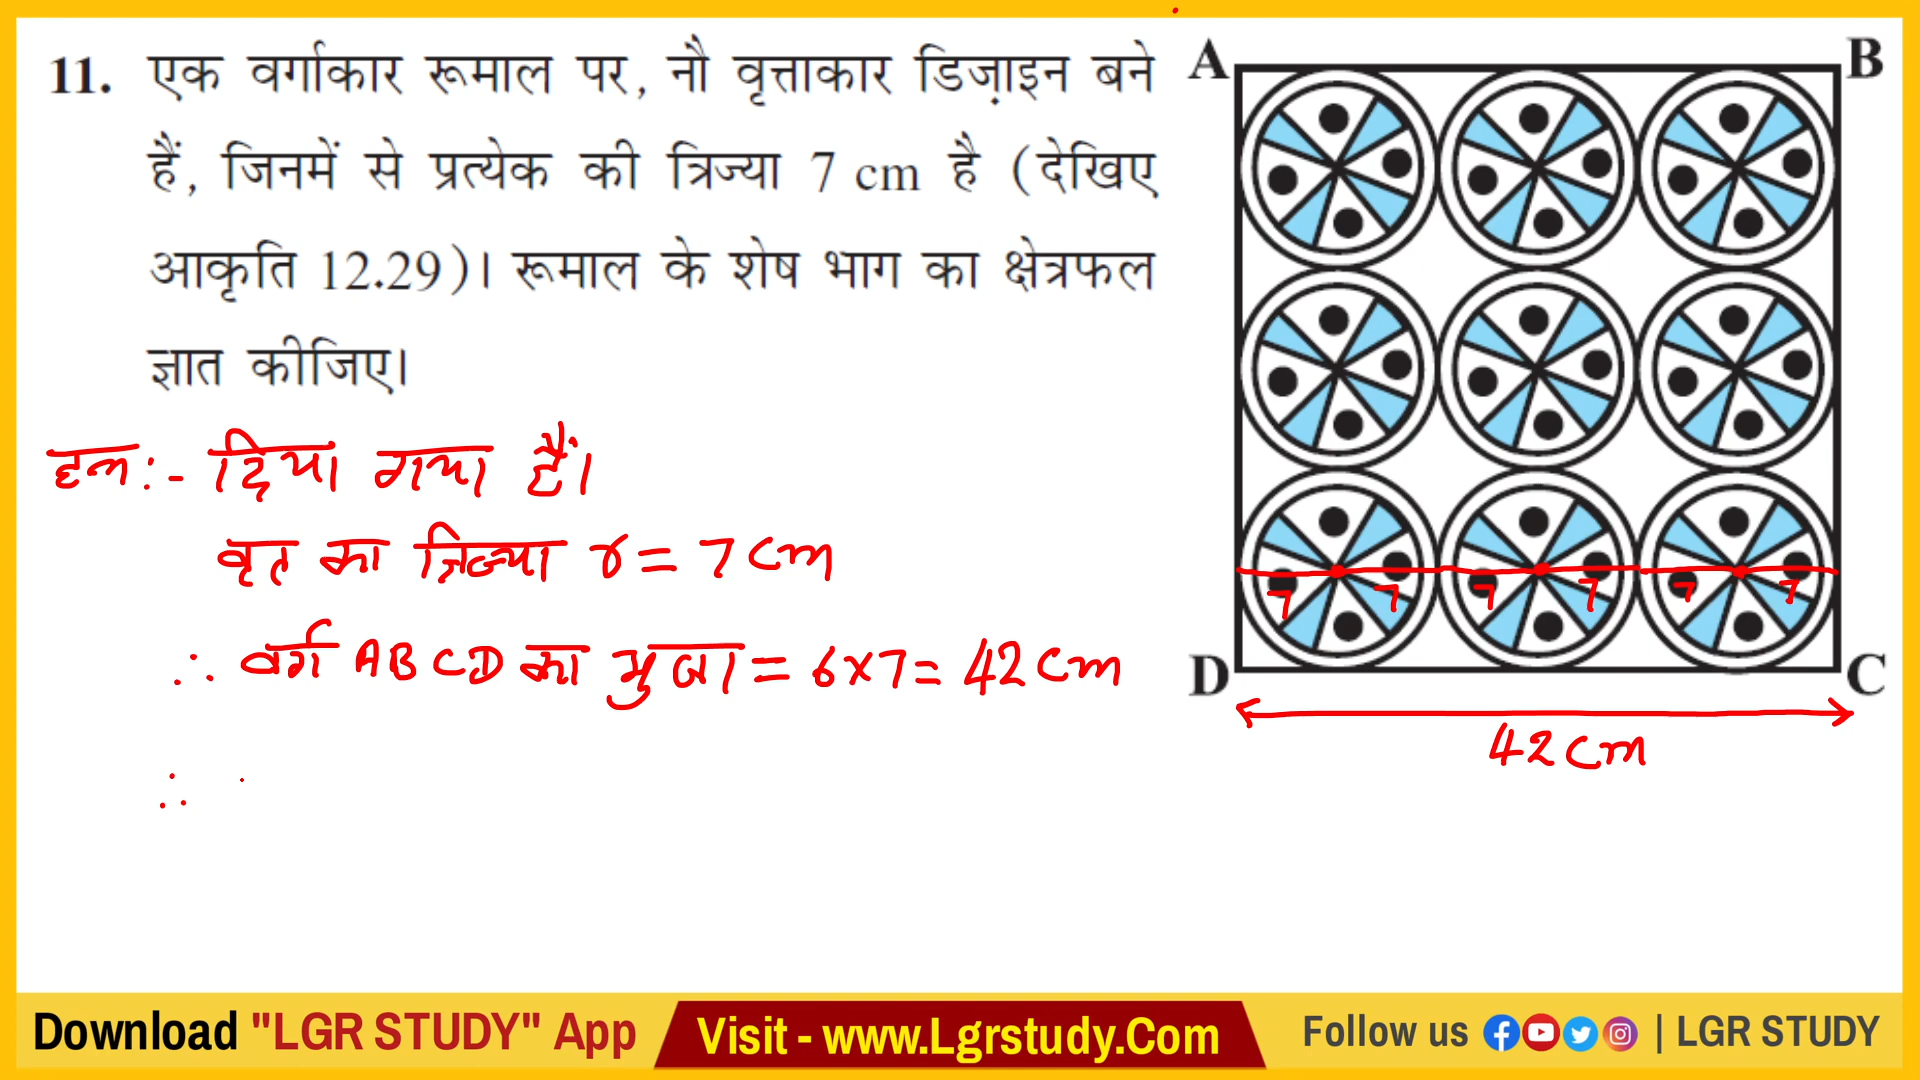 11. एक वर्गाकार रूमाल पर, नौ वृत्ताकार डिज़ाइन बने
हैं, जिनमें से प्रत्येक की त्रिज्या 7 cm है (देखिए
आकृति 12.29)। रूमाल के शेष भाग का क्षेत्रफल
ज्ञात कीजिए।
हल:- दिया गया हैं।
वृत का त्रिज्या r = 7 cm
∴ वर्ग ABCD का भुजा = 6×7 = 42 cm
∴
A B
7 7 7 7 7 7
D C
42 cm
Download "LGR STUDY" App
Visit - www.Lgrstudy.Com
Follow us | LGR STUDY